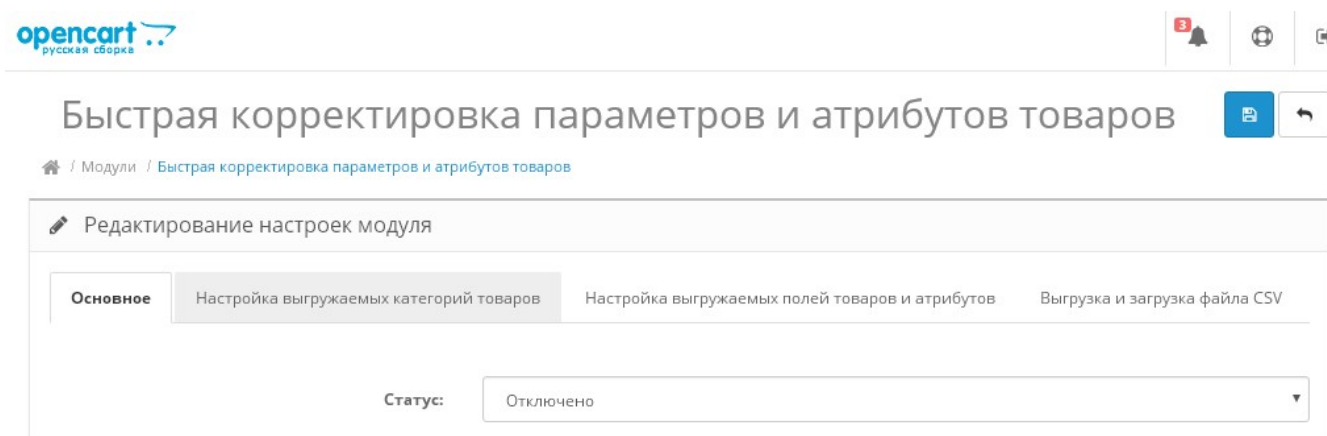 opencart
русская сборка
3
Быстрая корректировка параметров и атрибутов товаров
/ Модули / Быстрая корректировка параметров и атрибутов товаров
Редактирование настроек модуля
Основное Настройка выгружаемых категорий товаров Настройка выгружаемых полей товаров и атрибутов Выгрузка и загрузка файла CSV
Статус: Отключено